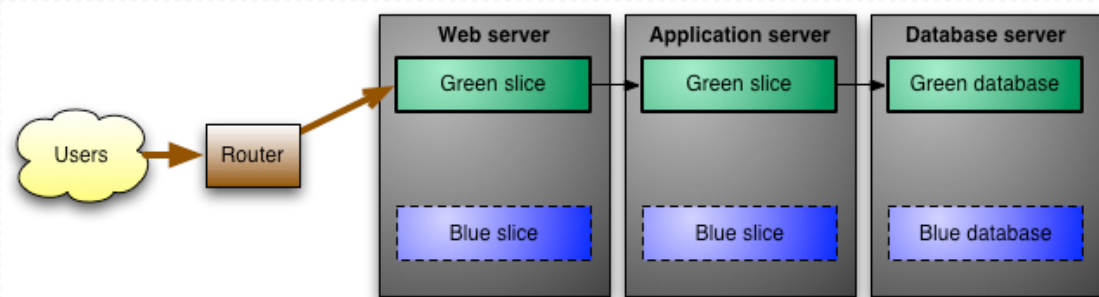 Web server
Application server
Database server
Green slice
Green slice
Green database
Users
Router
Blue slice
Blue slice
Blue database